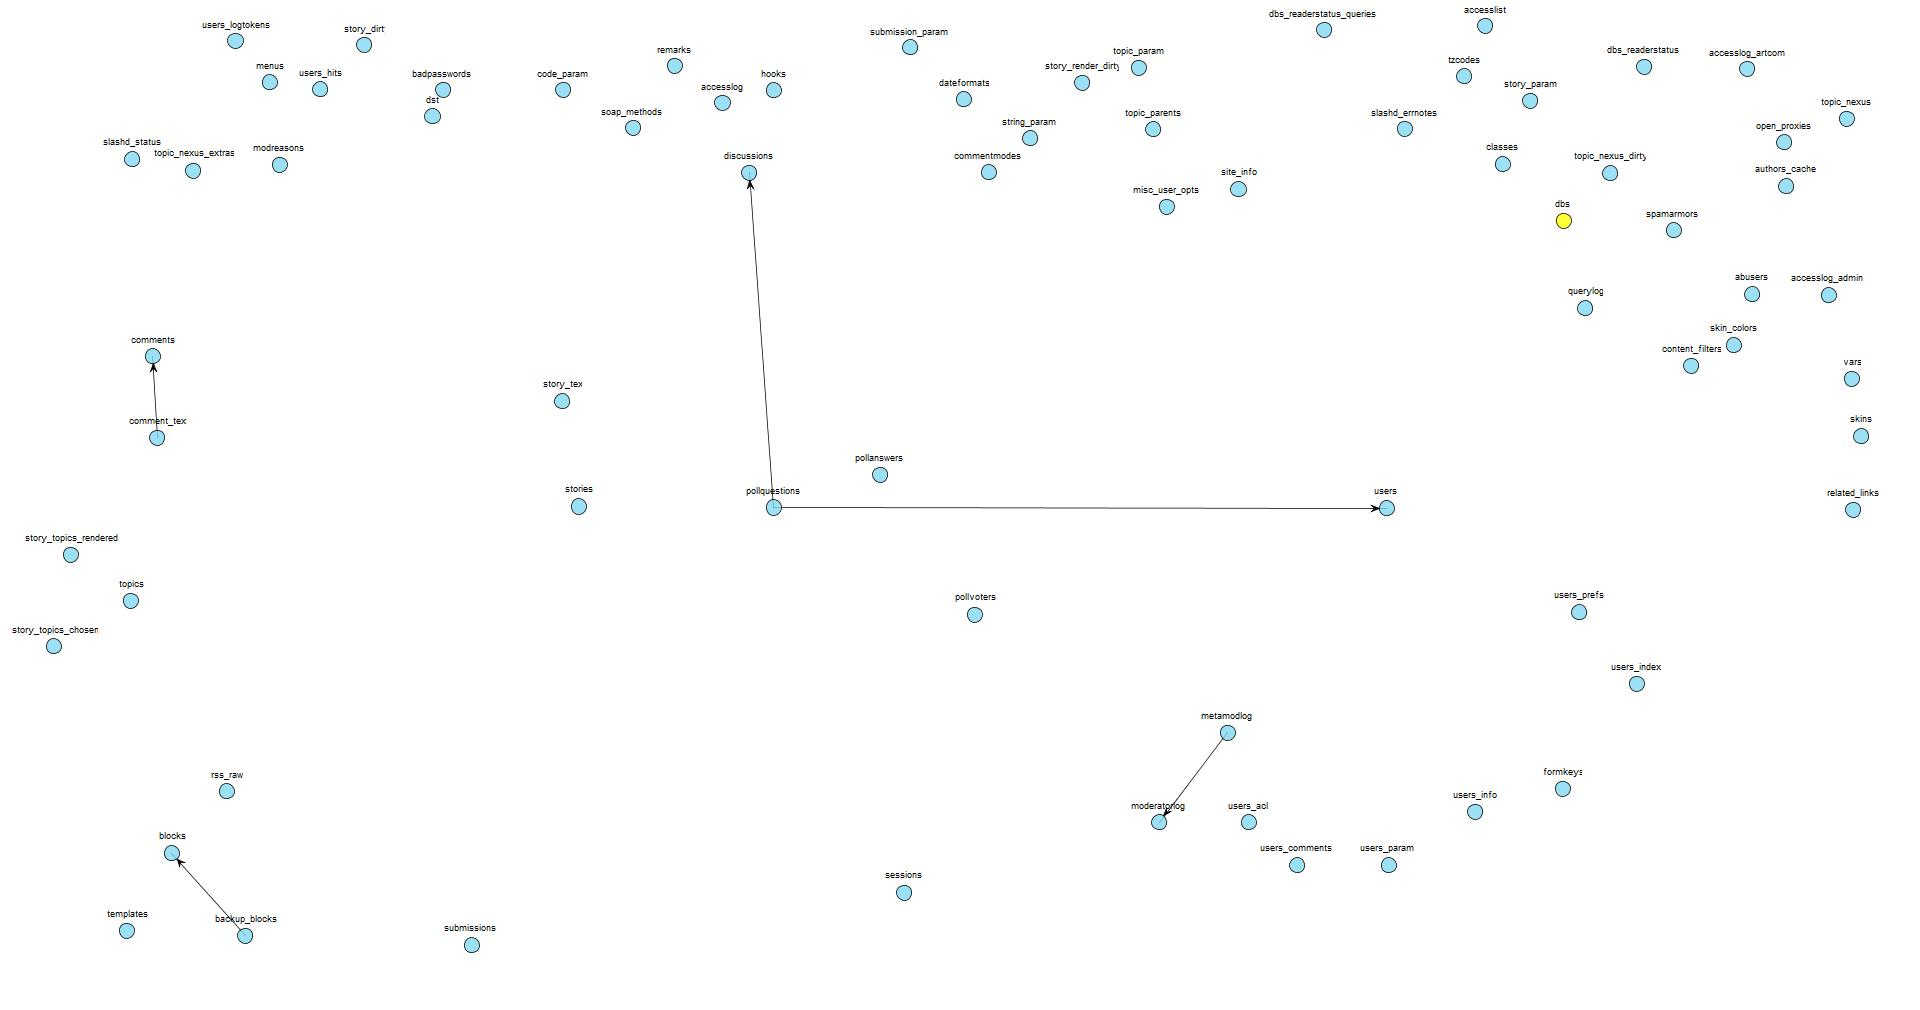 accesslist
dbs_readerstatus_queries
users_logtokens
story_dirt
submission_param
remarks
topic_param
dbs_readerstatus
accesslog_artcom
tzcodes
menus
users_hits
badpasswords
code_param
hooks
story_render_dirty
dateformats
story_param
accesslog
dst
topic_nexus
soap_methods
topic_parents
slashd_errnotes
string_param
open_proxies
slashd_status
modreasons
classes
topic_nexus_extras
discussions
commentmodes
topic_nexus_dirty
authors_cache
site_info
misc_user_opts
dbs
spamarmors
abusers
accesslog_admin
querylog
skin_colors
comments
content_filters
vars
story_tex
comment_tex
skins
pollanswers
stories
pollquestions
users
related_links
story_topics_rendered
topics
users_prefs
pollvoters
story_topics_chosen
users_index
metamodlog
formkeys
rss_raw
users_info
moderatorlog
users_acl
blocks
users_comments
users_param
sessions
templates
backup_blocks
submissions